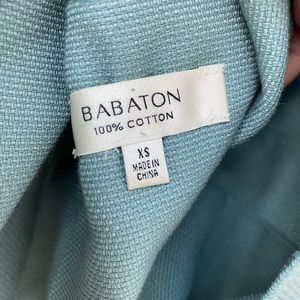 BABATON
100% COTTON
XS
MADE IN
CHINA